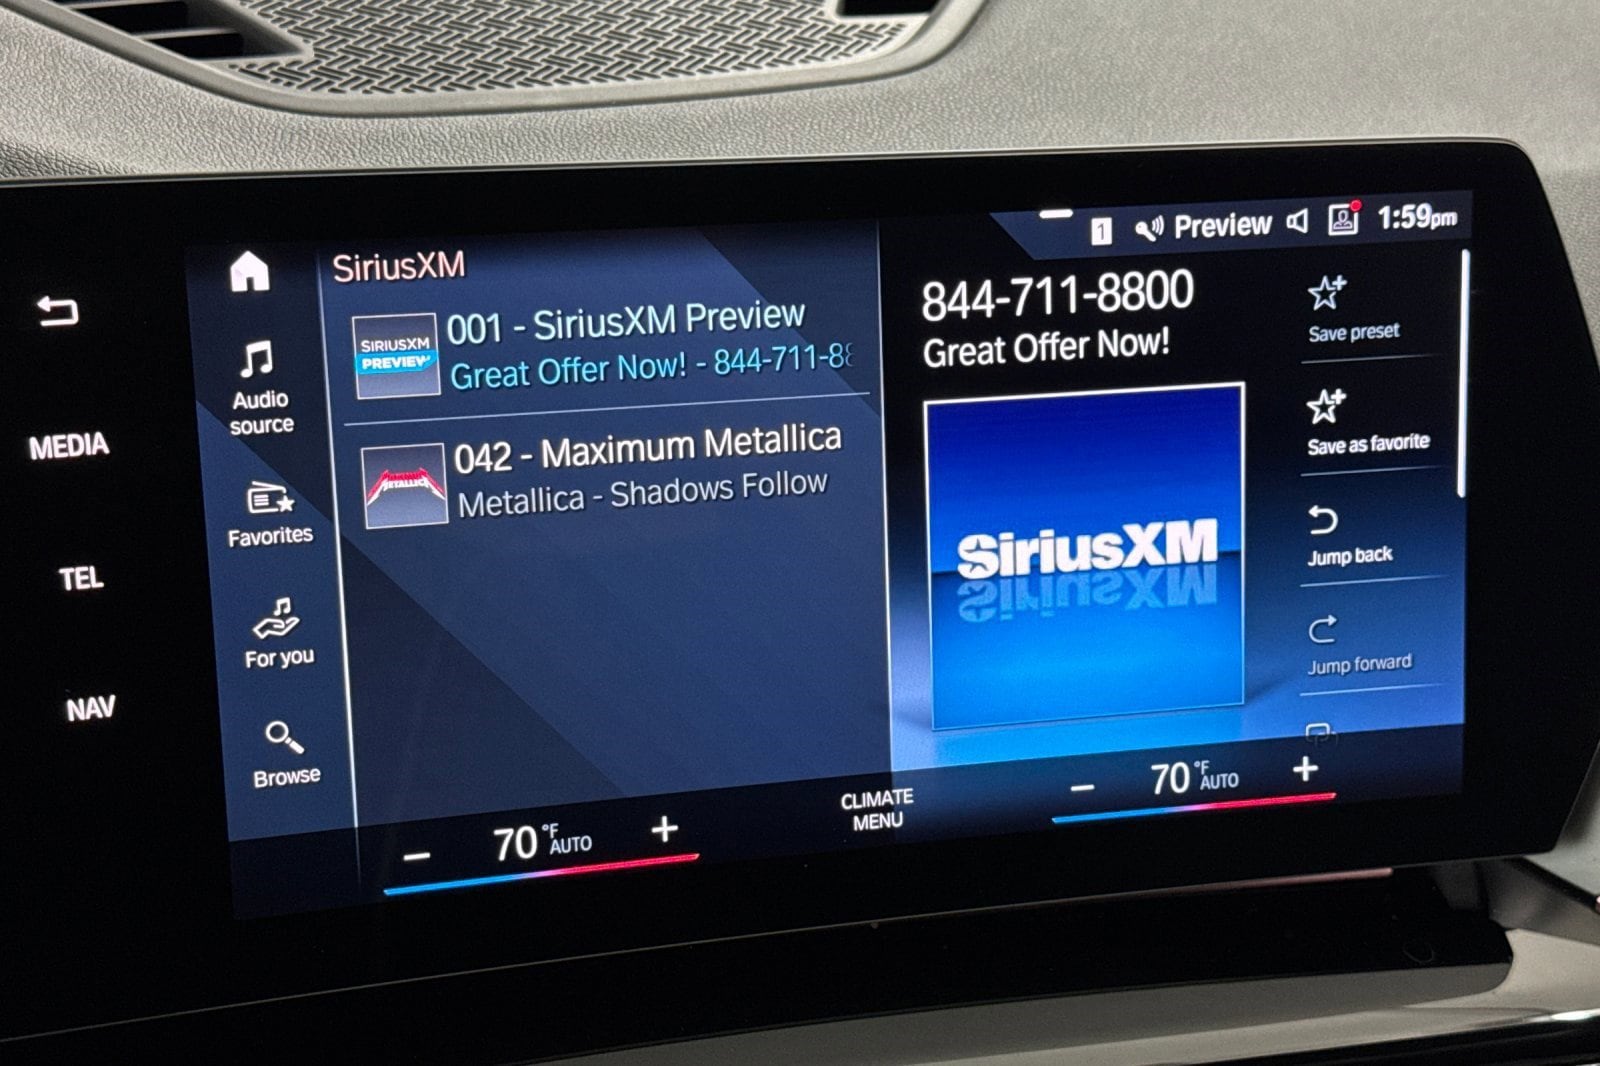 1 Preview 1:59pm
MEDIA
TEL
NAV
Audio
source
Favorites
For you
Browse
SiriusXM
SIRIUSXM
PREVIEW
001 - SiriusXM Preview
Great Offer Now! - 844-711-88
METALLICA
042 - Maximum Metallica
Metallica - Shadows Follow
844-711-8800
Great Offer Now!
SiriusXM
Save preset
Save as favorite
Jump back
Jump forward
70 °F AUTO
CLIMATE
MENU
70 °F AUTO